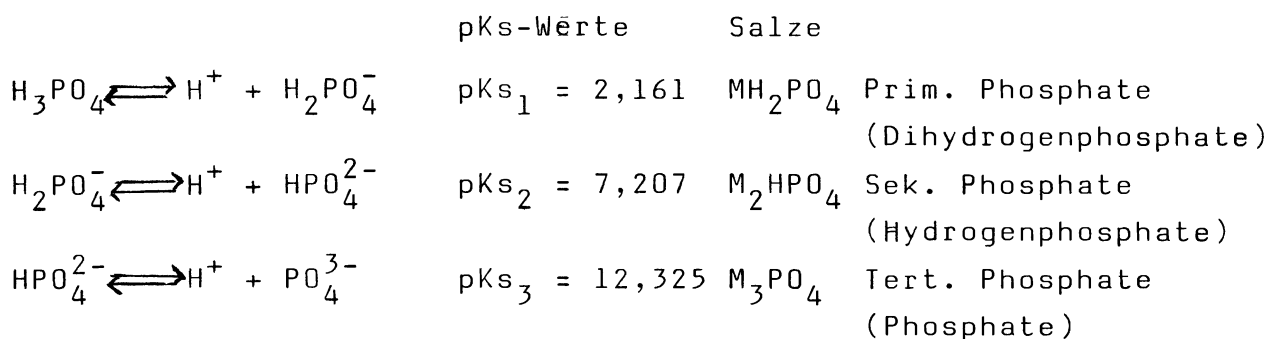 pKs-Werte Salze
H₃PO₄ ⇌ H⁺ + H₂PO₄⁻ pKs₁ = 2,161 MH₂PO₄ Prim. Phosphate
(Dihydrogenphosphate)
H₂PO₄⁻ ⇌ H⁺ + HPO₄²⁻ pKs₂ = 7,207 M₂HPO₄ Sek. Phosphate
(Hydrogenphosphate)
HPO₄²⁻ ⇌ H⁺ + PO₄³⁻ pKs₃ = 12,325 M₃PO₄ Tert. Phosphate
(Phosphate)